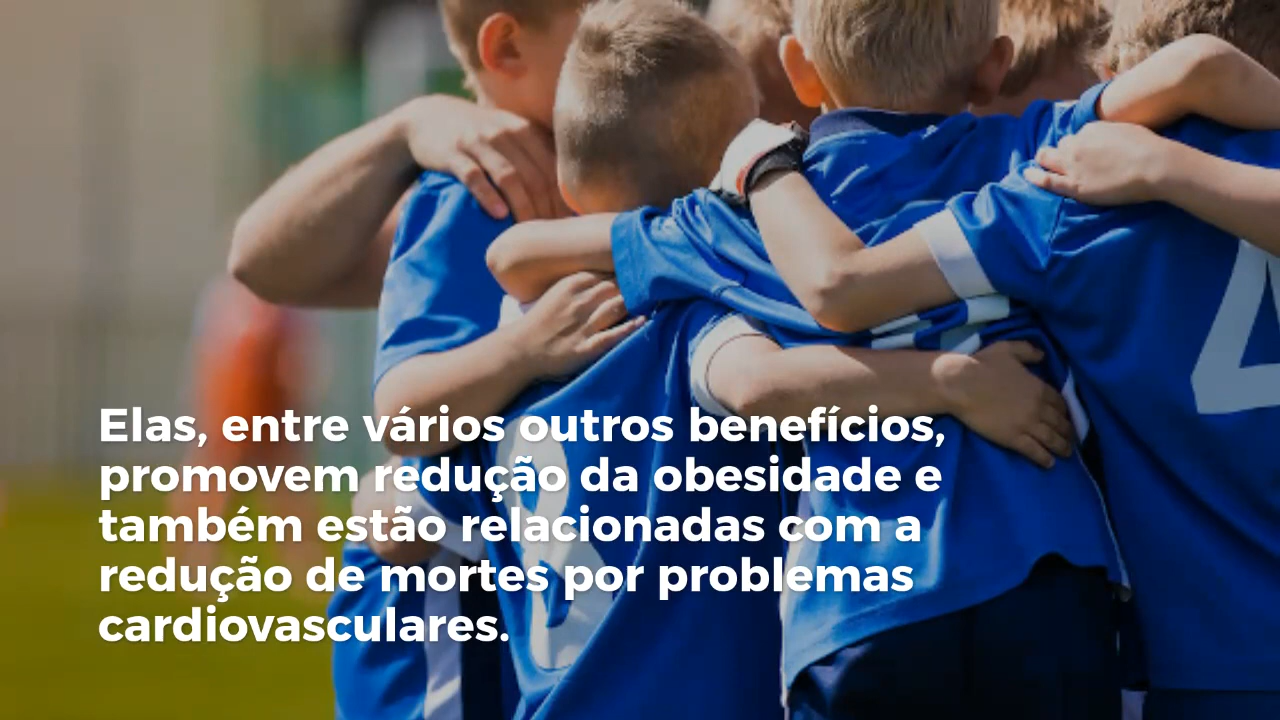 Elas, entre vários outros benefícios,
promovem redução da obesidade e
também estão relacionadas com a
redução de mortes por problemas
cardiovasculares.